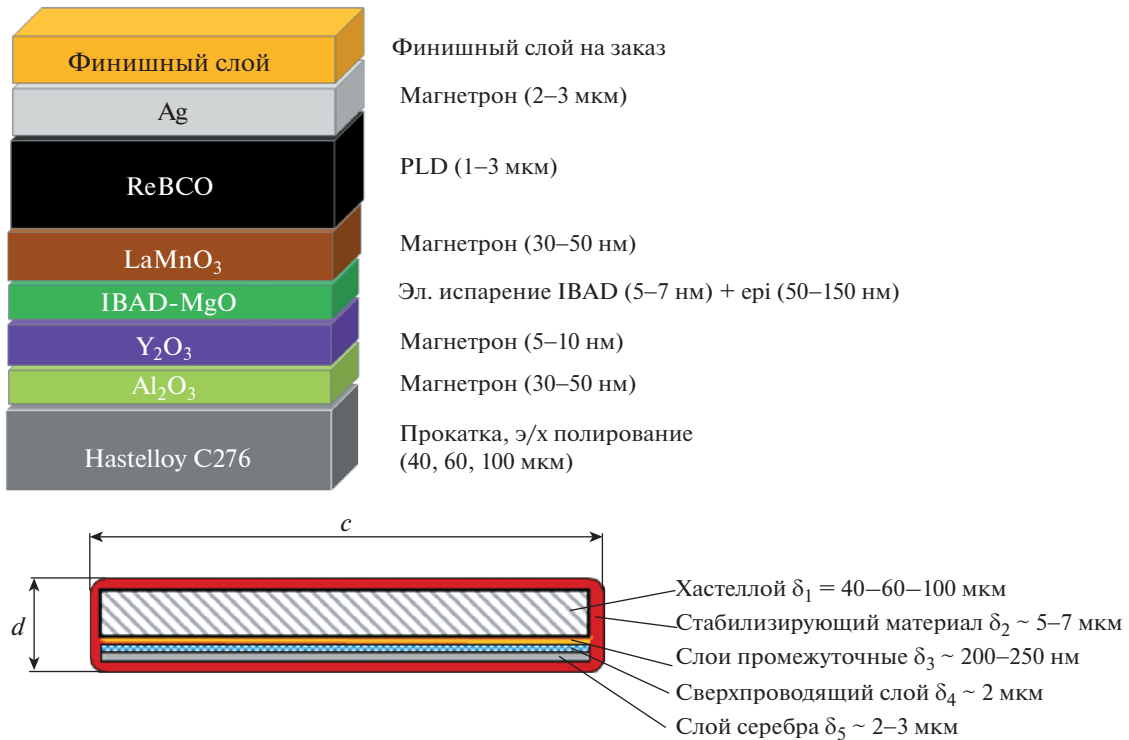 Финишный слой
Финишный слой на заказ
Ag
Магнетрон (2–3 мкм)
ReBCO
PLD (1–3 мкм)
LaMnO3
Магнетрон (30–50 нм)
IBAD-MgO
Эл. испарение IBAD (5–7 нм) + epi (50–150 нм)
Y2O3
Магнетрон (5–10 нм)
Al2O3
Магнетрон (30–50 нм)
Hastelloy C276
Прокатка, э/х полирование
(40, 60, 100 мкм)
c
d
Хастеллой δ1 = 40–60–100 мкм
Стабилизирующий материал δ2 ~ 5–7 мкм
Слои промежуточные δ3 ~ 200–250 нм
Сверхпроводящий слой δ4 ~ 2 мкм
Слой серебра δ5 ~ 2–3 мкм